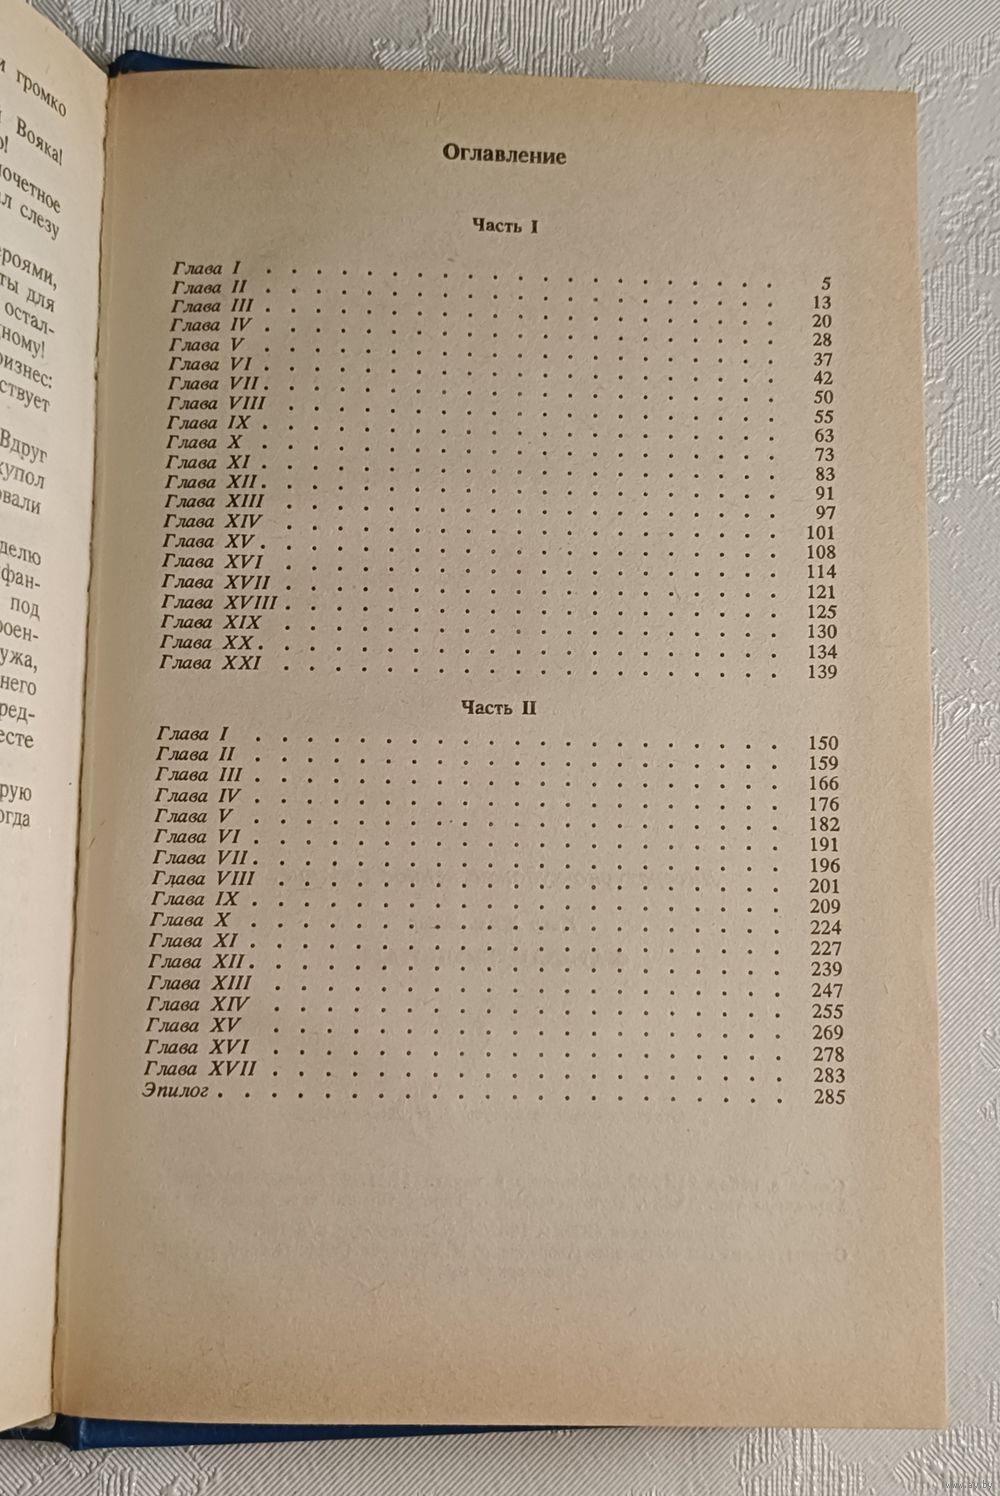 и громко
Вояка!
почетное
слезу
героями,
для
остал-
ному!
бизнес:
ствует
Вдруг
купол
вали
делю
фан-
под
роен-
ужа,
него
ред-
есте
рую
огда
Оглавление
Часть I
Глава I . . . . . . . . . . . . . . . . . . . . . 5
Глава II . . . . . . . . . . . . . . . . . . . . . 13
Глава III . . . . . . . . . . . . . . . . . . . . . 20
Глава IV . . . . . . . . . . . . . . . . . . . . . 28
Глава V . . . . . . . . . . . . . . . . . . . . . 37
Глава VI . . . . . . . . . . . . . . . . . . . . . 42
Глава VII . . . . . . . . . . . . . . . . . . . . . 50
Глава VIII . . . . . . . . . . . . . . . . . . . . 55
Глава IX . . . . . . . . . . . . . . . . . . . . . 63
Глава X . . . . . . . . . . . . . . . . . . . . . 73
Глава XI . . . . . . . . . . . . . . . . . . . . . 83
Глава XII . . . . . . . . . . . . . . . . . . . . . 91
Глава XIII . . . . . . . . . . . . . . . . . . . . 97
Глава XIV . . . . . . . . . . . . . . . . . . . . 101
Глава XV . . . . . . . . . . . . . . . . . . . . . 108
Глава XVI . . . . . . . . . . . . . . . . . . . . 114
Глава XVII . . . . . . . . . . . . . . . . . . . . 121
Глава XVIII . . . . . . . . . . . . . . . . . . . . 125
Глава XIX . . . . . . . . . . . . . . . . . . . . 130
Глава XX . . . . . . . . . . . . . . . . . . . . . 134
Глава XXI . . . . . . . . . . . . . . . . . . . . 139
Часть II
Глава I . . . . . . . . . . . . . . . . . . . . . 150
Глава II . . . . . . . . . . . . . . . . . . . . . 159
Глава III . . . . . . . . . . . . . . . . . . . . . 166
Глава IV . . . . . . . . . . . . . . . . . . . . . 176
Глава V . . . . . . . . . . . . . . . . . . . . . 182
Глава VI . . . . . . . . . . . . . . . . . . . . . 191
Глава VII . . . . . . . . . . . . . . . . . . . . . 196
Глава VIII . . . . . . . . . . . . . . . . . . . . 201
Глава IX . . . . . . . . . . . . . . . . . . . . . 209
Глава X . . . . . . . . . . . . . . . . . . . . . 224
Глава XI . . . . . . . . . . . . . . . . . . . . . 227
Глава XII . . . . . . . . . . . . . . . . . . . . . 239
Глава XIII . . . . . . . . . . . . . . . . . . . . 247
Глава XIV . . . . . . . . . . . . . . . . . . . . 255
Глава XV . . . . . . . . . . . . . . . . . . . . 269
Глава XVI . . . . . . . . . . . . . . . . . . . . 278
Глава XVII . . . . . . . . . . . . . . . . . . . . 283
Эпилог . . . . . . . . . . . . . . . . . . . . . . 285
www.ay.by